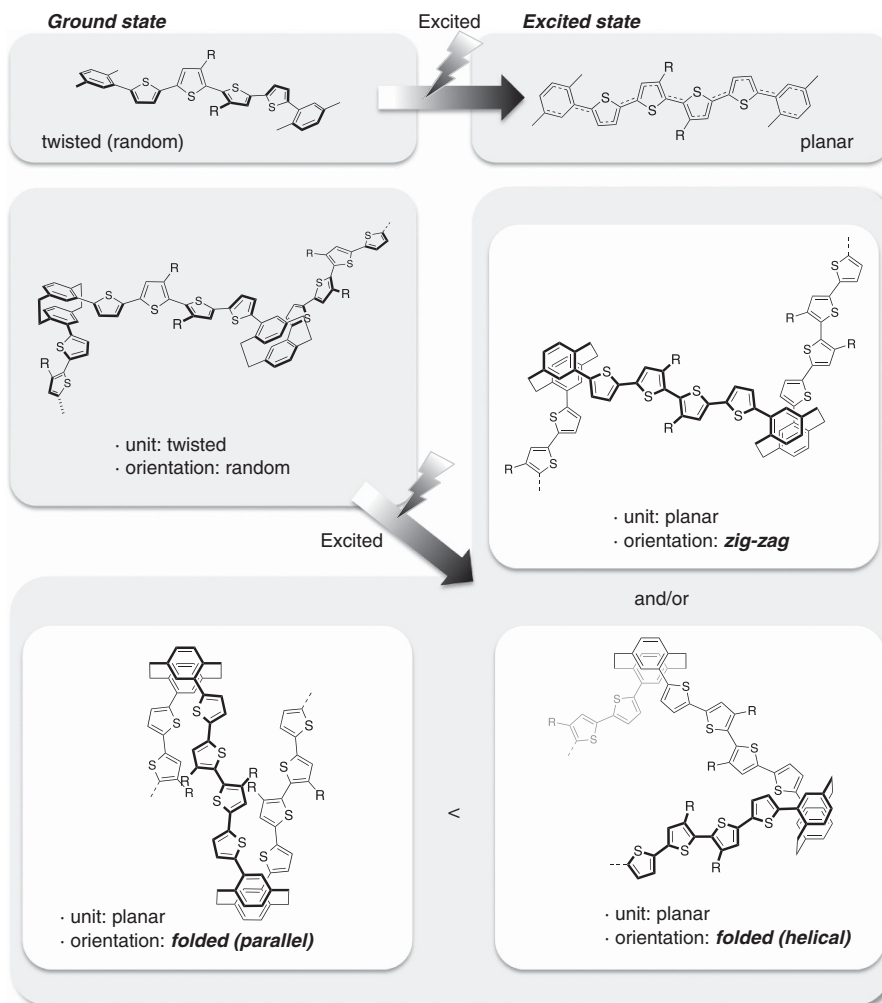 Ground state
Excited
Excited state
R
S
S
S
S
R
twisted (random)
R
S
S
S
S
R
planar
S
R
S
S
R
R
S
S
S
S
R
S
S
R
S
· unit: twisted
· orientation: random
S
S
R
S
R
S
R
S
S
S
S
R
S
S
R
S
· unit: planar
· orientation: zig-zag
Excited
and/or
S
S
S
S
S
S
R
R
R
R
S
R
S
R
S
S
S
· unit: planar
· orientation: folded (parallel)
<
S
S
R
S
S
R
S
R
S
R
S
S
S
S
R
· unit: planar
· orientation: folded (helical)